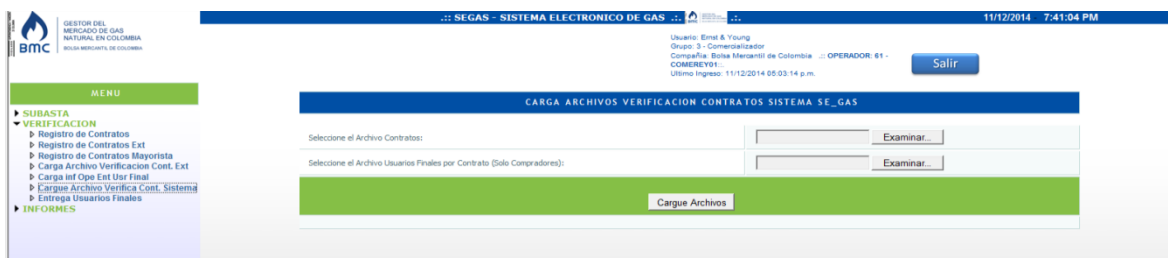 GESTOR DEL
MERCADO DE GAS
NATURAL EN COLOMBIA
BMC
BOLSA MERCANTIL DE COLOMBIA
.:: SEGAS - SISTEMA ELECTRONICO DE GAS .:.
.:.
11/12/2014 7:41:04 PM
Usuario: Ernst & Young
Grupo: 3 - Comercializador
Compañia: Bolsa Mercantil de Colombia .:: OPERADOR: 61 -
COMEREY01::.
Ultimo Ingreso: 11/12/2014 05:03:14 p.m.
Salir
MENU
SUBASTA
VERIFICACION
Registro de Contratos
Registro de Contratos Ext
Registro de Contratos Mayorista
Carga Archivo Verificacion Cont. Ext
Carga inf Ope Ent Usr Final
Cargue Archivo Verifica Cont. Sistema
Entrega Usuarios Finales
INFORMES
CARGA ARCHIVOS VERIFICACION CONTRATOS SISTEMA SE_GAS
Seleccione el Archivo Contratos:
Examinar...
Seleccione el Archivo Usuarios Finales por Contrato (Solo Compradores):
Examinar...
Cargue Archivos